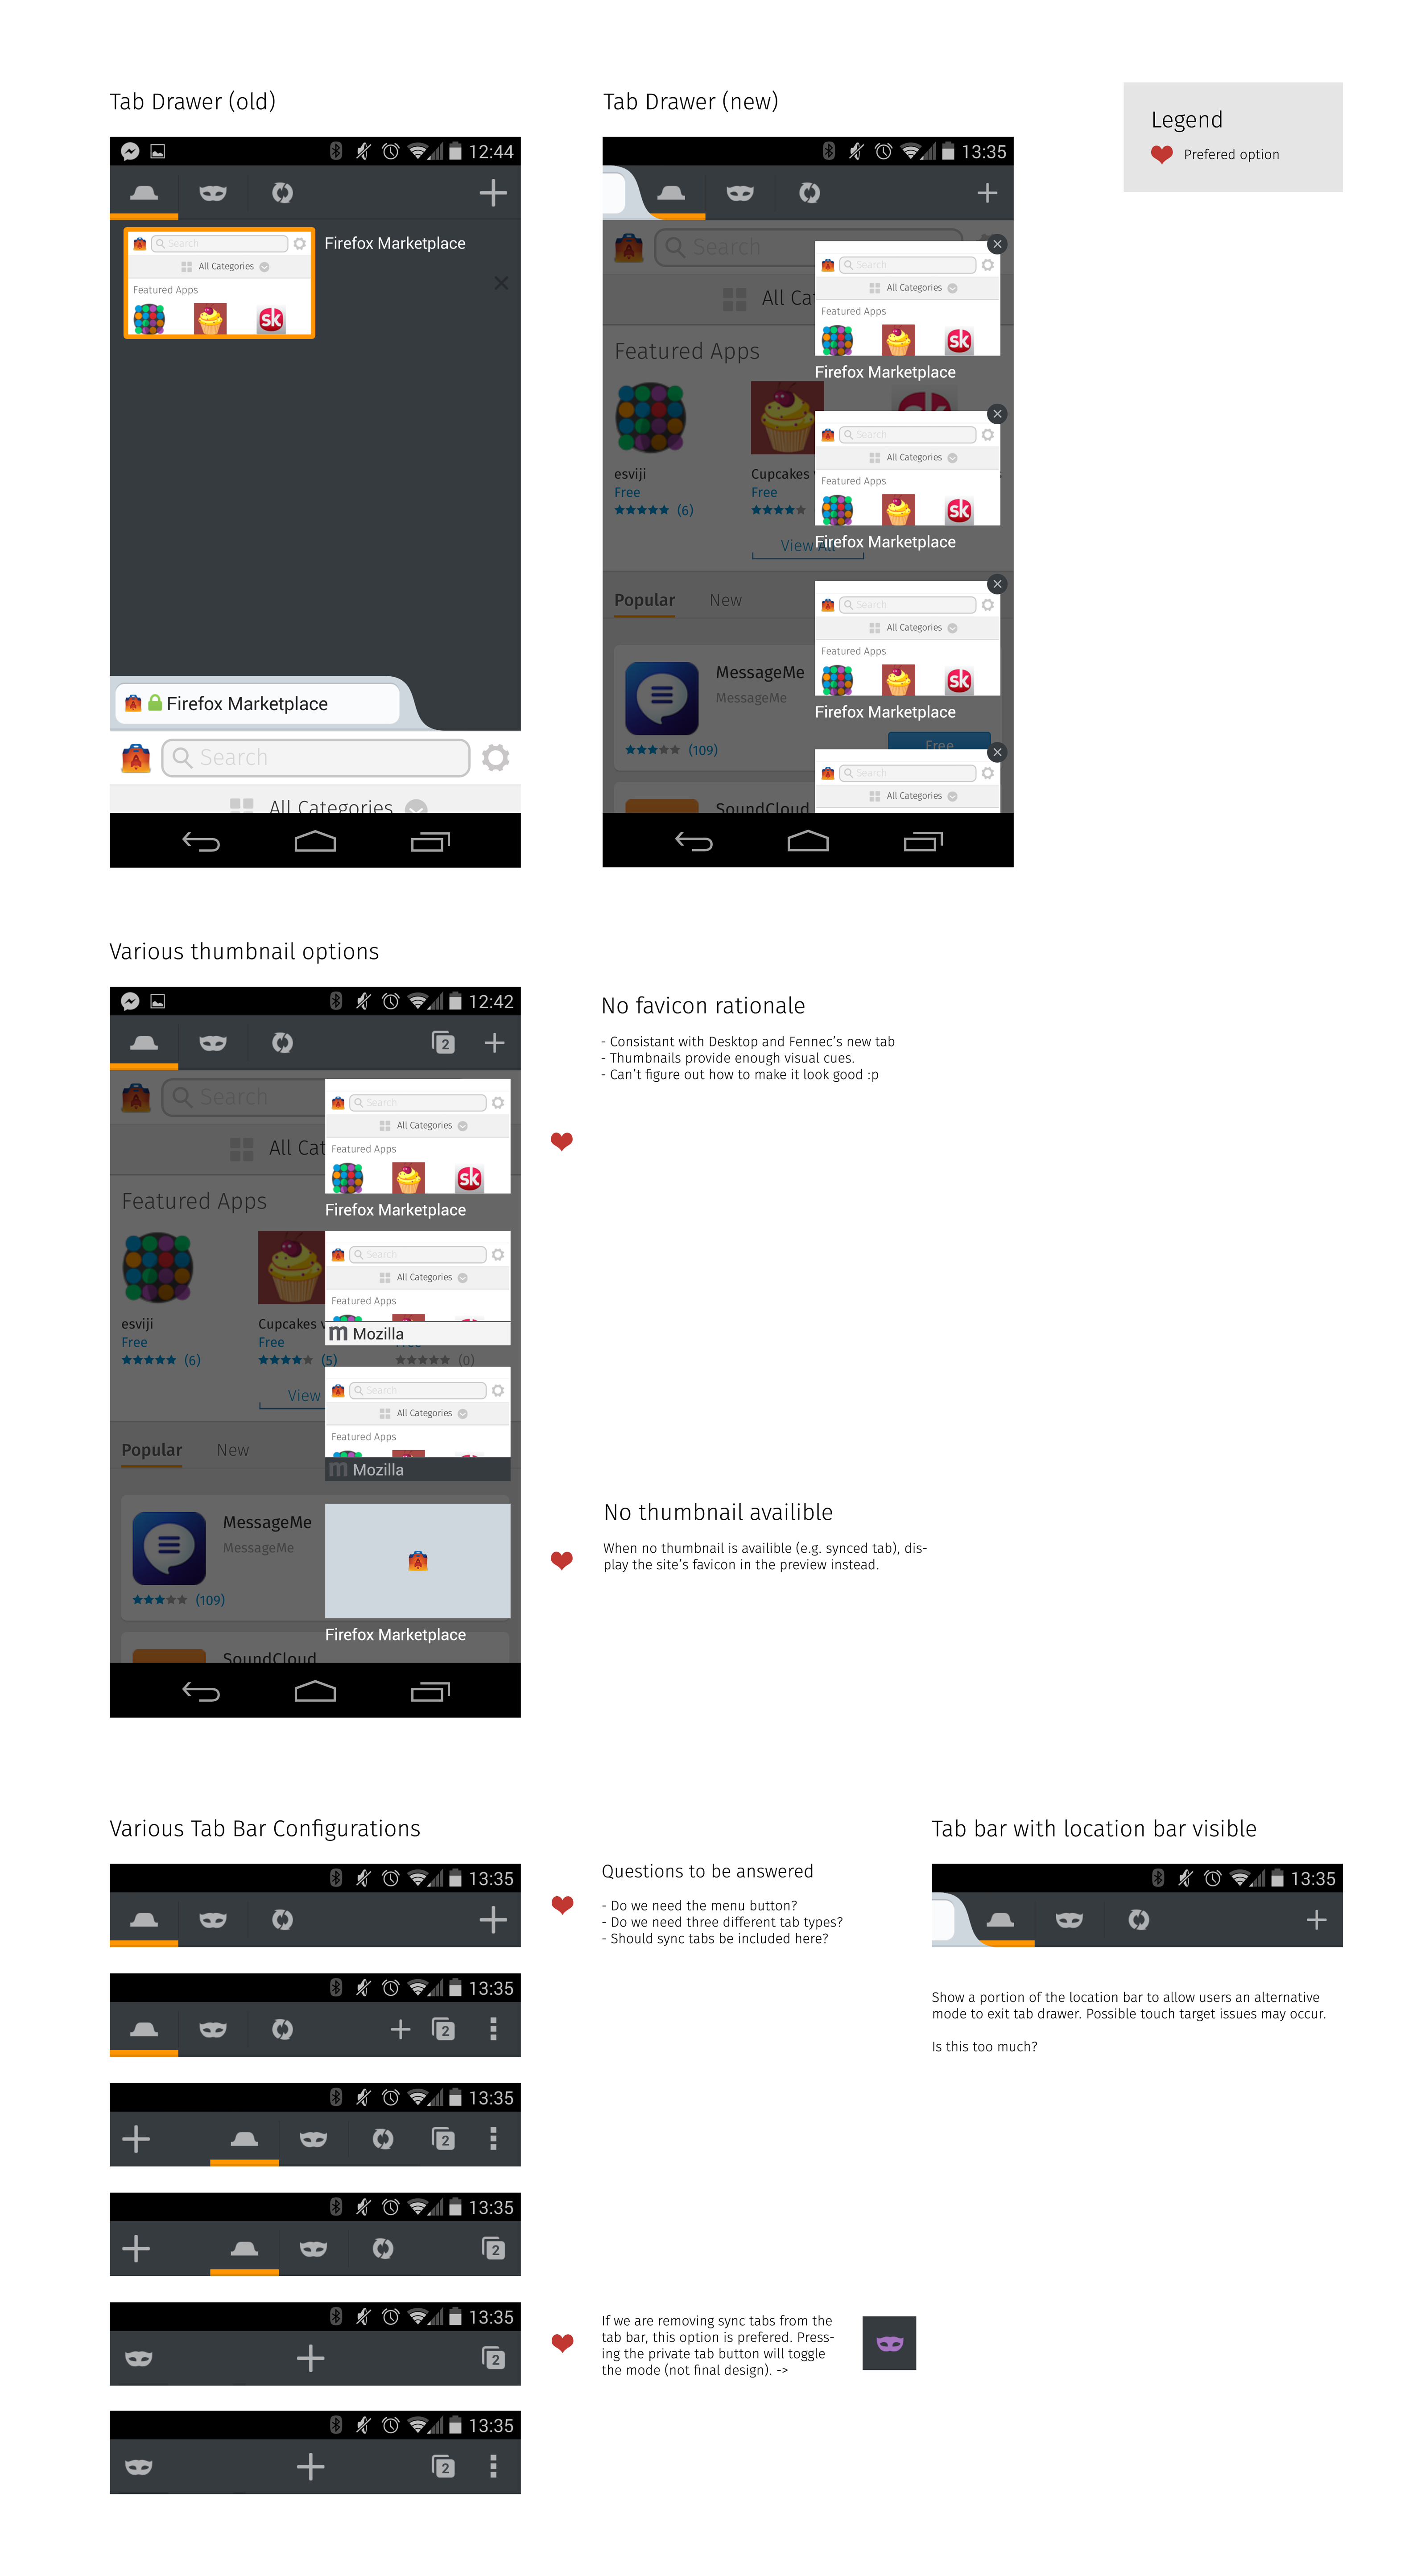 Tab Drawer (old)
Tab Drawer (new)
Legend
Prefered option
12:44
Firefox Marketplace
Search
All Categories
Featured Apps
sk
Firefox Marketplace
Search
All Categories
13:35
Search
All Ca
Featured Apps
esviji
Free
(6)
Cupcakes
Free
View All
Popular
New
MessageMe
MessageMe
(109)
Free
SoundCloud
Search
All Categories
Featured Apps
sk
Firefox Marketplace
Search
All Categories
Featured Apps
sk
Firefox Marketplace
Search
All Categories
Featured Apps
sk
Firefox Marketplace
Search
All Categories
Various thumbnail options
12:42
2
Search
All Cat
Featured Apps
esviji
Free
(6)
Cupcakes
Free
(5)
(0)
View
Popular
New
MessageMe
MessageMe
(109)
SoundCloud
Search
All Categories
Featured Apps
sk
Firefox Marketplace
Search
All Categories
Featured Apps
m Mozilla
Search
All Categories
Featured Apps
m Mozilla
Firefox Marketplace
No favicon rationale
- Consistant with Desktop and Fennec's new tab
- Thumbnails provide enough visual cues.
- Can't figure out how to make it look good :p
No thumbnail availible
When no thumbnail is availible (e.g. synced tab), dis-
play the site's favicon in the preview instead.
Various Tab Bar Configurations
13:35
13:35
2
13:35
2
13:35
2
13:35
2
13:35
2
Questions to be answered
- Do we need the menu button?
- Do we need three different tab types?
- Should sync tabs be included here?
If we are removing sync tabs from the
tab bar, this option is prefered. Press-
ing the private tab button will toggle
the mode (not final design). ->
Tab bar with location bar visible
13:35
Show a portion of the location bar to allow users an alternative
mode to exit tab drawer. Possible touch target issues may occur.
Is this too much?